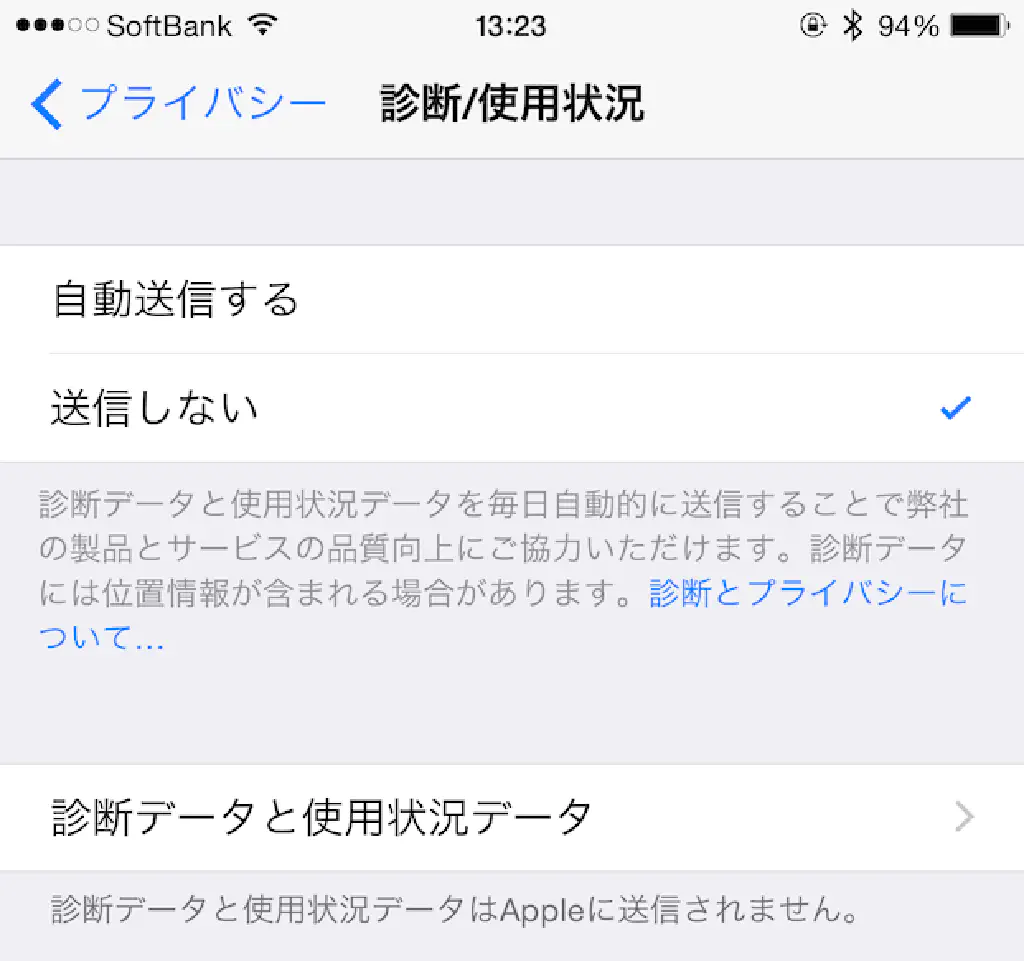 SoftBank 13:23 94%
プライバシー 診断/使用状況
自動送信する
送信しない
診断データと使用状況データを毎日自動的に送信することで弊社
の製品とサービスの品質向上にご協力いただけます。診断データ
には位置情報が含まれる場合があります。診断とプライバシーに
ついて...
診断データと使用状況データ
診断データと使用状況データはAppleに送信されません。